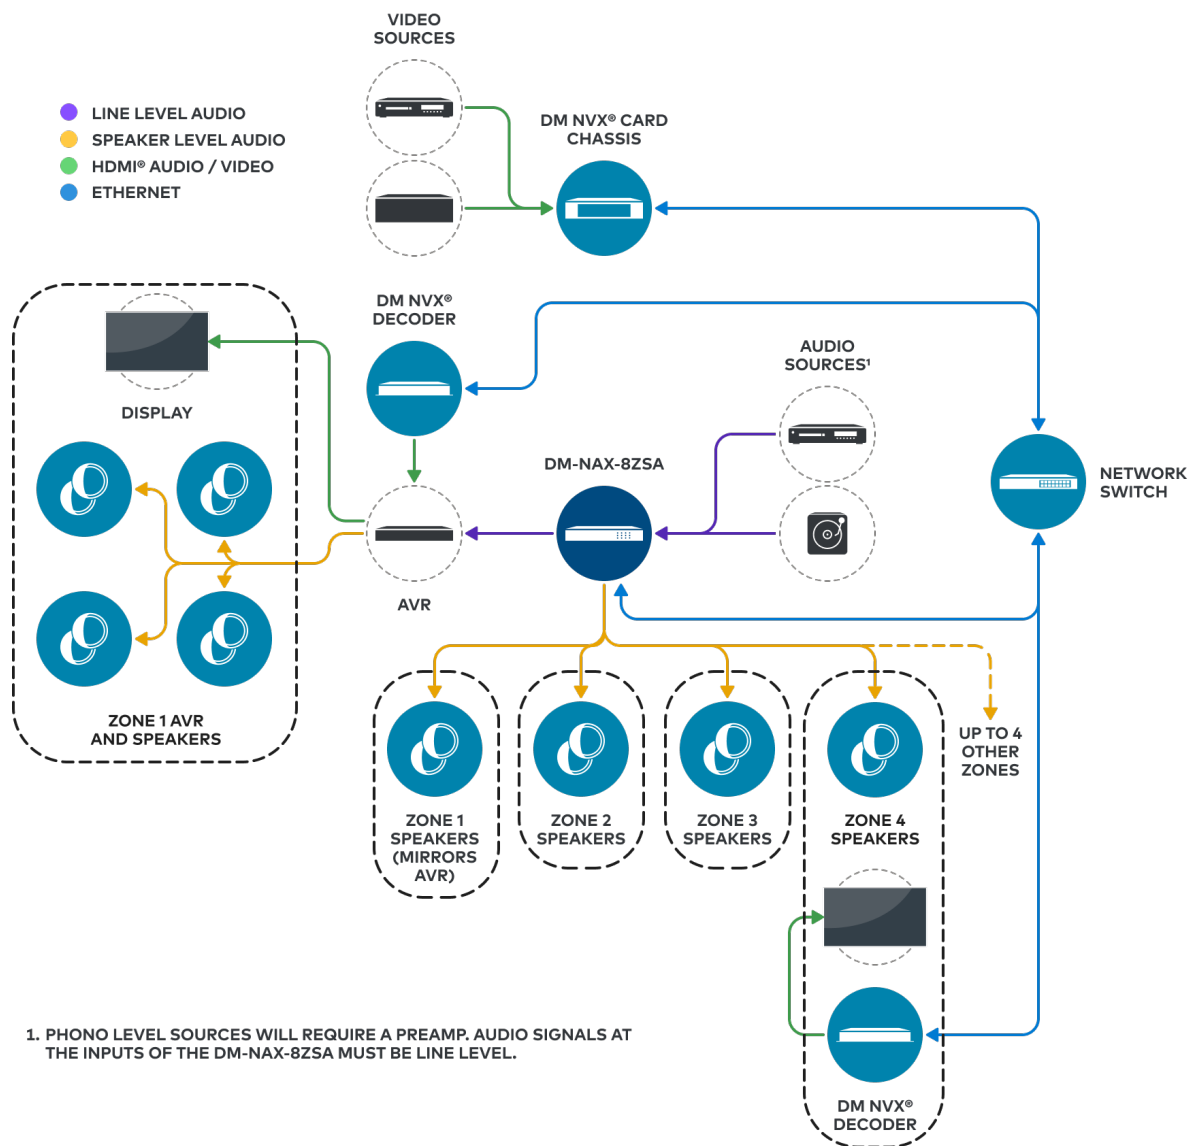 VIDEO
SOURCES
LINE LEVEL AUDIO
SPEAKER LEVEL AUDIO
HDMI® AUDIO / VIDEO
ETHERNET
DM NVX® CARD
CHASSIS
DM NVX®
DECODER
AUDIO
SOURCES¹
DISPLAY
DM-NAX-8ZSA
NETWORK
SWITCH
AVR
ZONE 1 AVR
AND SPEAKERS
UP TO 4
OTHER
ZONES
ZONE 1
SPEAKERS
(MIRRORS
AVR)
ZONE 2
SPEAKERS
ZONE 3
SPEAKERS
ZONE 4
SPEAKERS
1. PHONO LEVEL SOURCES WILL REQUIRE A PREAMP. AUDIO SIGNALS AT
THE INPUTS OF THE DM-NAX-8ZSA MUST BE LINE LEVEL.
DM NVX®
DECODER